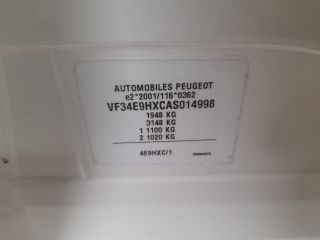 AUTOMOBILES PEUGEOT
e2*2001/116*0362
VF34E9HXCAS014998
1948 KG
3148 KG
1 1100 KG
2 1020 KG
4E9HXC/1